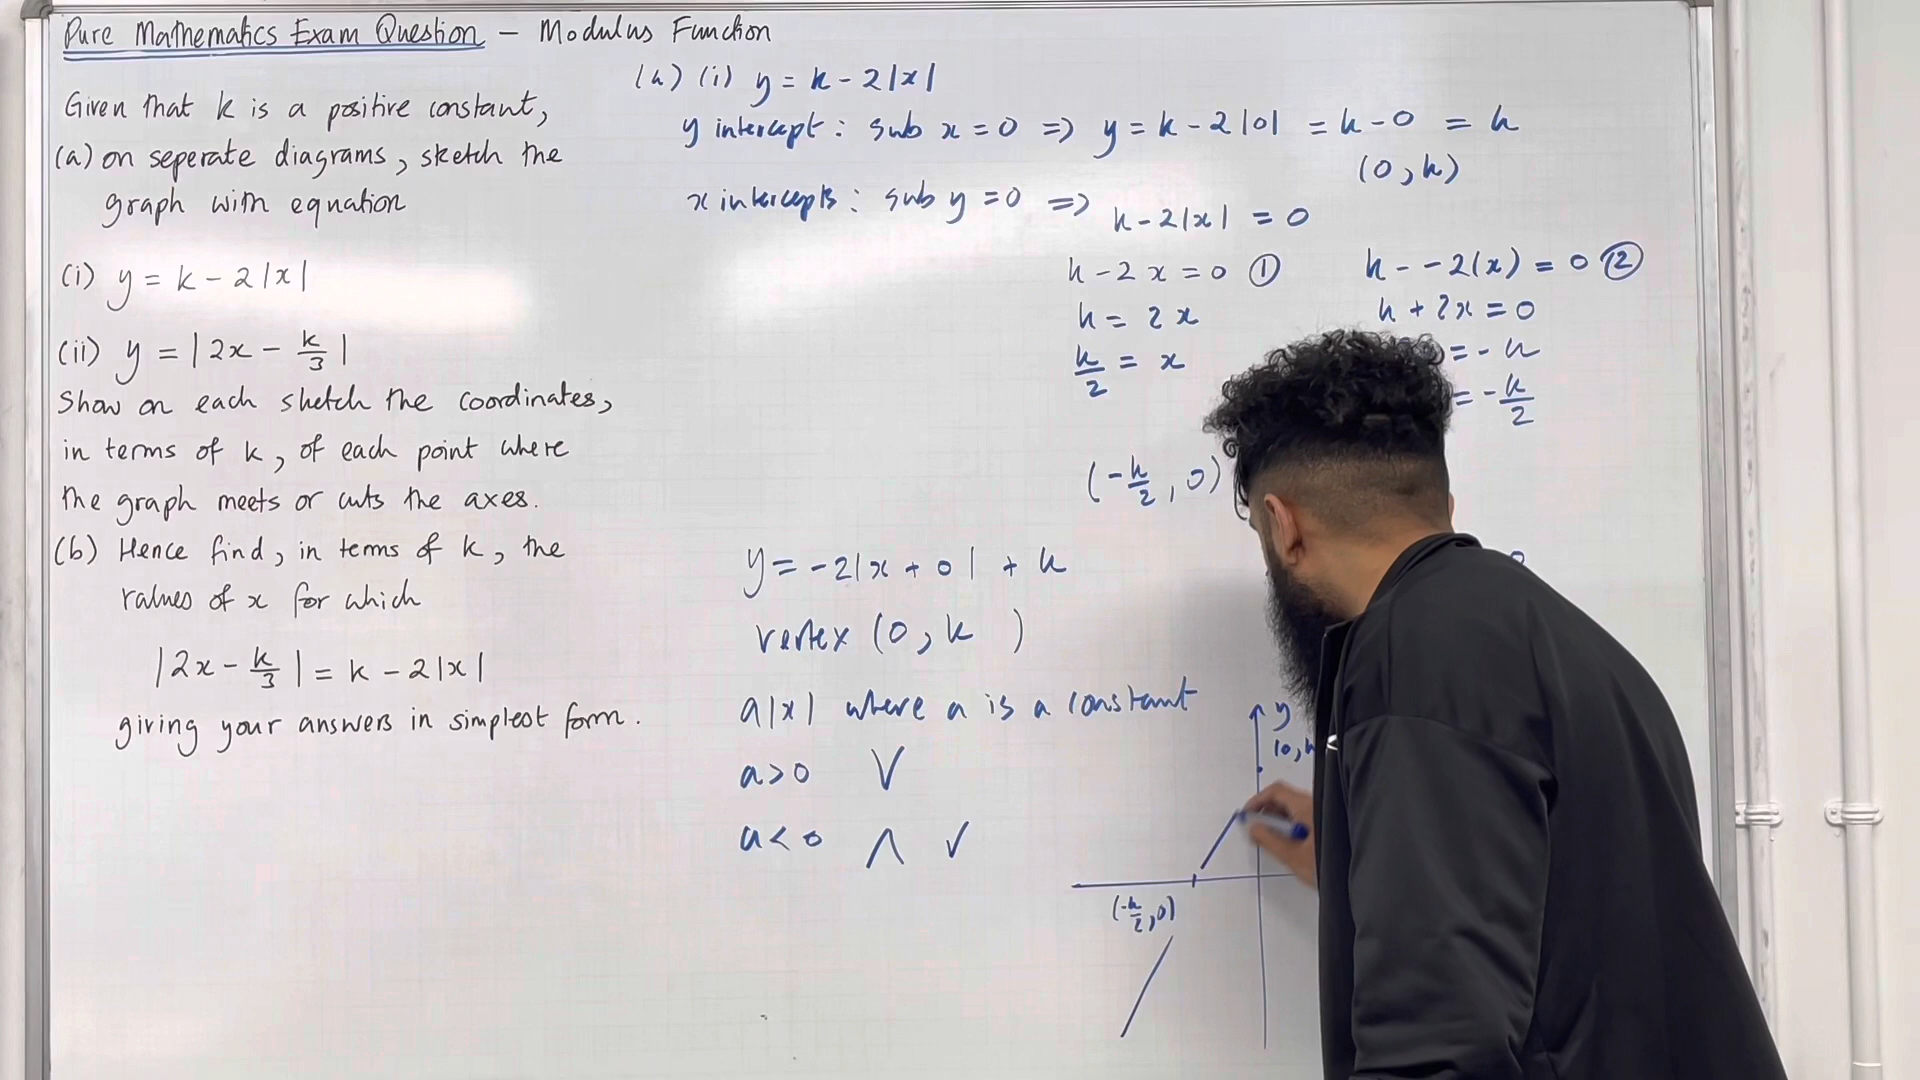 Pure Mathematics Exam Question – Modulus Function
Given that k is a positive constant,
(a) on seperate diagrams, sketch the
graph with equation
(i) y = k - 2|x|
(ii) y = |2x - k/3|
Show on each sketch the coordinates,
in terms of k, of each point where
the graph meets or cuts the axes.
(b) Hence find, in terms of k, the
values of x for which
|2x - k/3| = k - 2|x|
giving your answers in simplest form.
(a) (i) y = k - 2|x|
y intercept : sub x = 0 => y = k - 2|0| = k - 0 = k
(0, k)
x intercepts : sub y = 0 => k - 2|x| = 0
k - 2x = 0 ①
k = 2x
k/2 = x
k - -2(x) = 0 ②
k + 2x = 0
= - k
= - k/2
(-k/2, 0)
y = -2|x + 0| + k
vertex (0, k )
a|x| where a is a constant
a > 0 V
a < 0 Λ ✓
y
(0, k
(-k/2, 0)